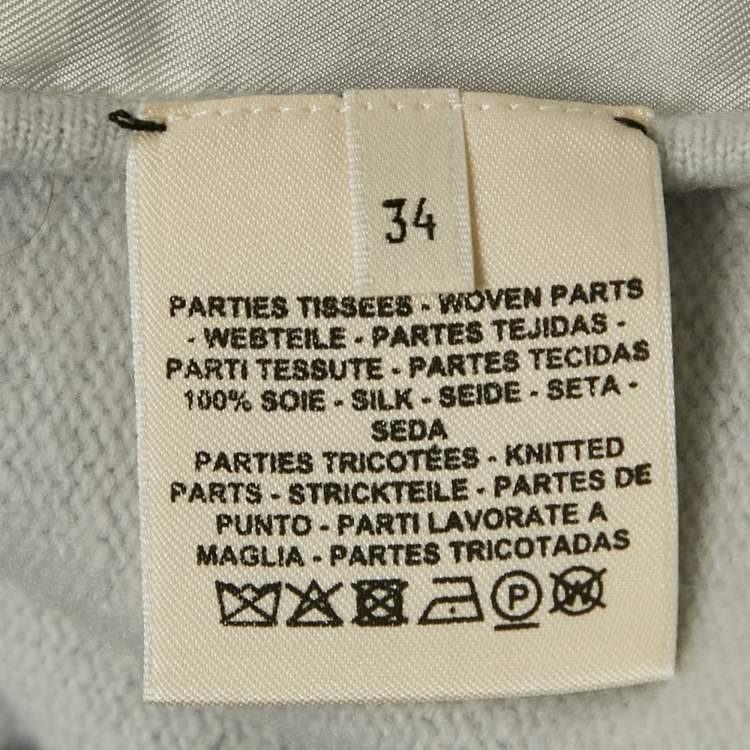 34
PARTIES TISSEES - WOVEN PARTS
- WEBTEILE - PARTES TEJIDAS -
PARTI TESSUTE - PARTES TECIDAS
100% SOIE - SILK - SEIDE - SETA -
SEDA
PARTIES TRICOTÉES - KNITTED
PARTS - STRICKTEILE - PARTES DE
PUNTO - PARTI LAVORATE A
MAGLIA - PARTES TRICOTADAS
P W